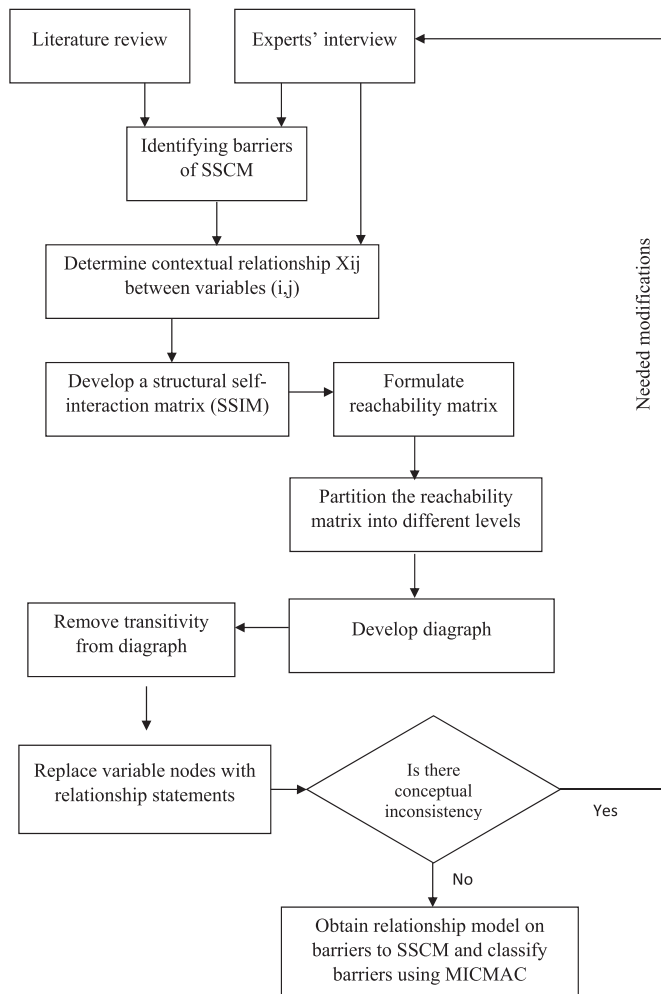 Literature review
Experts’ interview
Identifying barriers
of SSCM
Determine contextual relationship Xij
between variables (i,j)
Develop a structural self-
interaction matrix (SSIM)
Formulate
reachability matrix
Partition the reachability
matrix into different levels
Develop diagraph
Remove transitivity
from diagraph
Replace variable nodes with
relationship statements
Is there
conceptual
inconsistency
Yes
Needed modifications
No
Obtain relationship model on
barriers to SSCM and classify
barriers using MICMAC